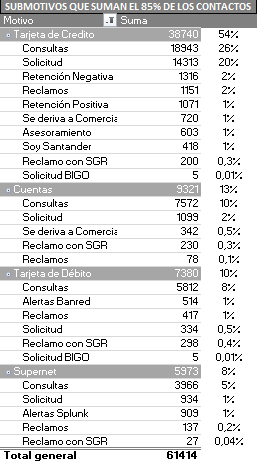 SUBMOTIVOS QUE SUMAN EL 85% DE LOS CONTACTOS
Motivo Suma
Tarjeta de Credito 38740 54%
Consultas 18943 26%
Solicitud 14313 20%
Retención Negativa 1316 2%
Reclamos 1151 2%
Retención Positiva 1071 1%
Se deriva a Comercia 720 1%
Asesoramiento 603 1%
Soy Santander 418 1%
Reclamo con SGR 200 0,3%
Solicitud BIGO 5 0,01%
Cuentas 9321 13%
Consultas 7572 10%
Solicitud 1099 2%
Se deriva a Comercia 342 0,5%
Reclamo con SGR 230 0,3%
Reclamos 78 0,1%
Tarjeta de Débito 7380 10%
Consultas 5812 8%
Alertas Banred 514 1%
Reclamos 417 1%
Solicitud 334 0,5%
Reclamo con SGR 298 0,4%
Solicitud BIGO 5 0,01%
Supernet 5973 8%
Consultas 3966 5%
Solicitud 934 1%
Alertas Splunk 909 1%
Reclamos 137 0,2%
Reclamo con SGR 27 0,04%
Total general 61414